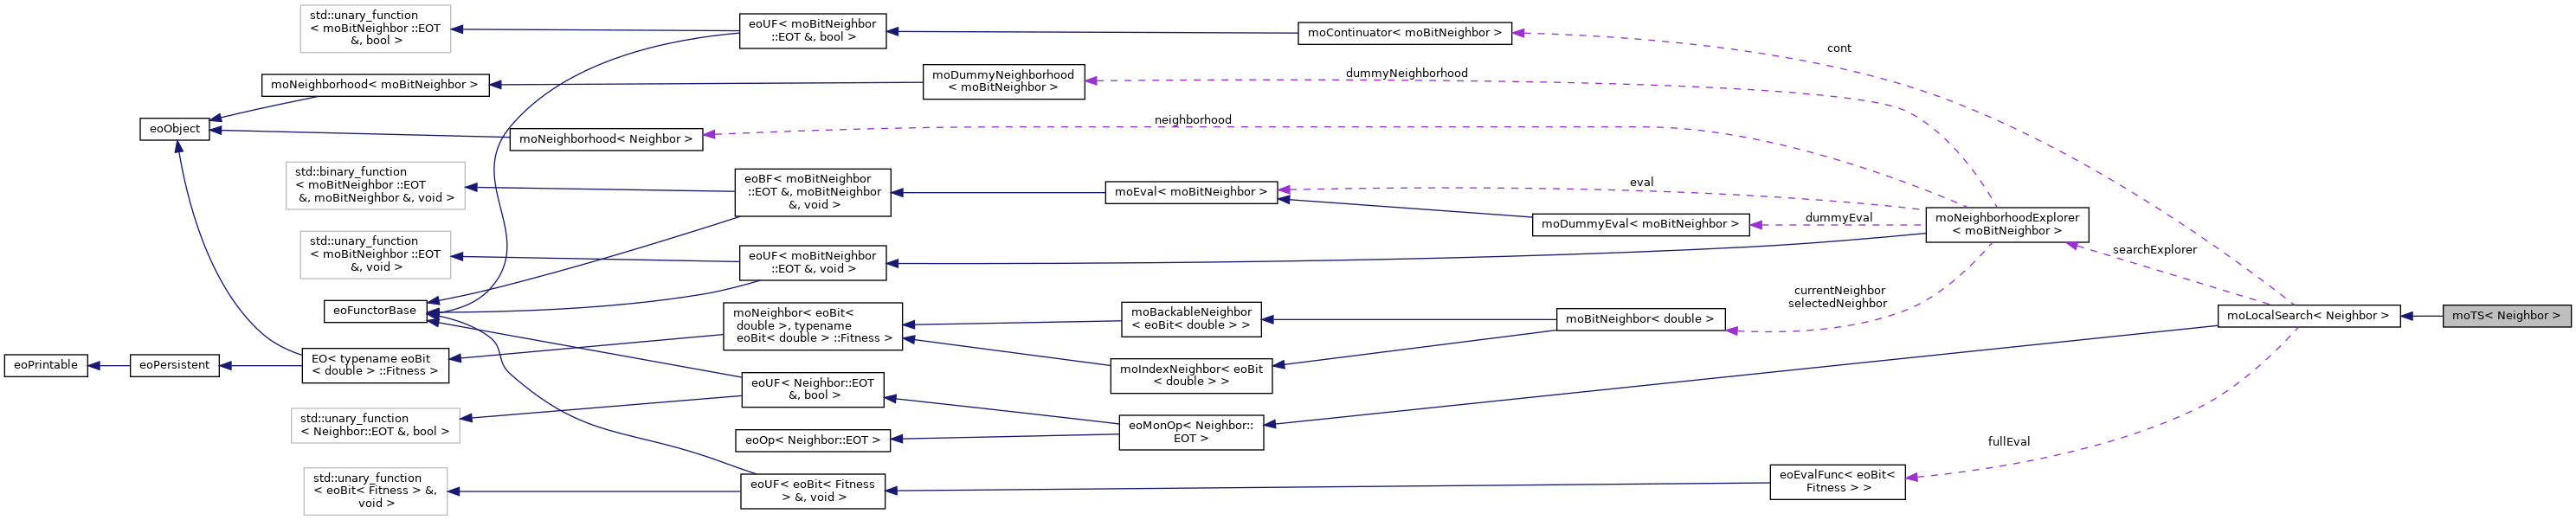 std::unary_function
< moBitNeighbor ::EOT
&, bool >
eoUF< moBitNeighbor
::EOT &, bool >
moContinuator< moBitNeighbor >
cont
moNeighborhood< moBitNeighbor >
moDummyNeighborhood
< moBitNeighbor >
dummyNeighborhood
eoObject
moNeighborhood< Neighbor >
neighborhood
std::binary_function
< moBitNeighbor ::EOT
&, moBitNeighbor &, void >
eoBF< moBitNeighbor
::EOT &, moBitNeighbor
&, void >
moEval< moBitNeighbor >
eval
moDummyEval< moBitNeighbor >
dummyEval
moNeighborhoodExplorer
< moBitNeighbor >
std::unary_function
< moBitNeighbor ::EOT
&, void >
eoUF< moBitNeighbor
::EOT &, void >
searchExplorer
eoFunctorBase
moNeighbor< eoBit<
double >, typename
eoBit< double > ::Fitness >
moBackableNeighbor
< eoBit< double > >
moBitNeighbor< double >
currentNeighbor
selectedNeighbor
moLocalSearch< Neighbor >
moTS< Neighbor >
eoPrintable
eoPersistent
EO< typename eoBit
< double > ::Fitness >
moIndexNeighbor< eoBit
< double > >
eoUF< Neighbor::EOT
&, bool >
std::unary_function
< Neighbor::EOT &, bool >
eoOp< Neighbor::EOT >
eoMonOp< Neighbor::
EOT >
fullEval
std::unary_function
< eoBit< Fitness > &,
void >
eoUF< eoBit< Fitness
> &, void >
eoEvalFunc< eoBit<
Fitness > >